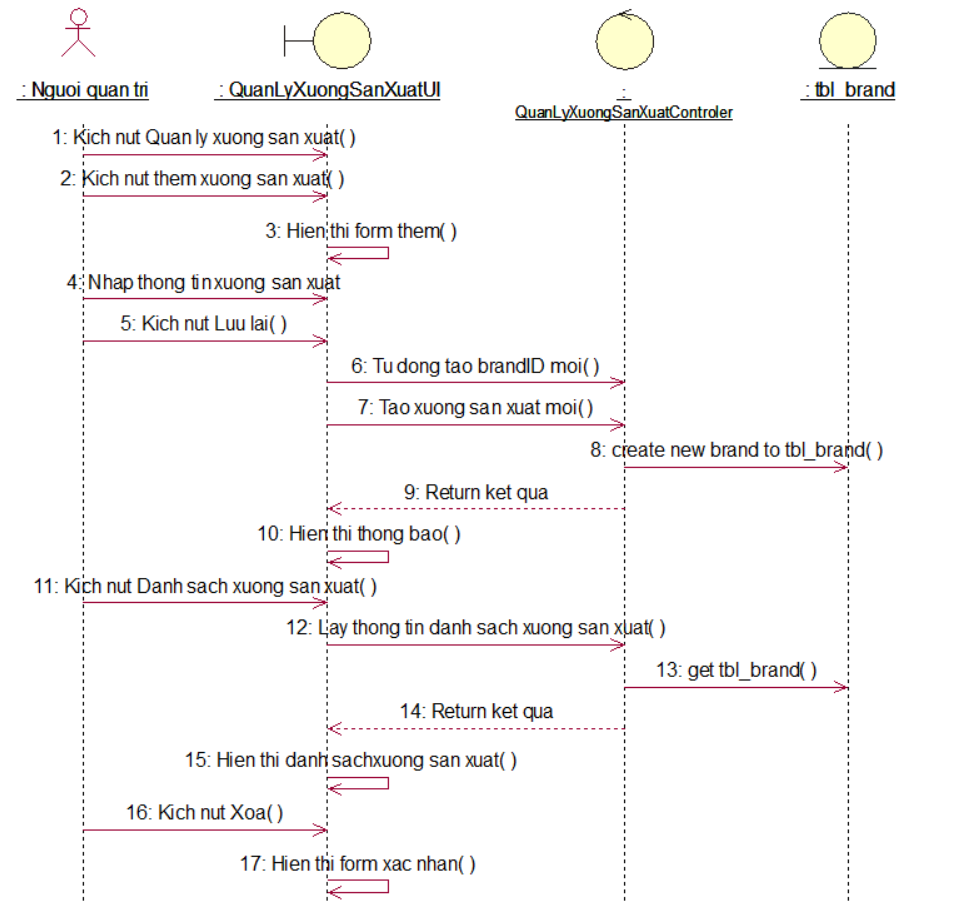 : Nguoi quan tri
: QuanLyXuongSanXuatUI
:
QuanLyXuongSanXuatControler
: tbl_brand
1: Kich nut Quan ly xuong san xuat( )
2: Kich nut them xuong san xuat( )
3: Hien thi form them( )
4: Nhap thong tin xuong san xuat
5: Kich nut Luu lai( )
6: Tu dong tao brandID moi( )
7: Tao xuong san xuat moi( )
8: create new brand to tbl_brand( )
9: Return ket qua
10: Hien thi thong bao( )
11: Kich nut Danh sach xuong san xuat( )
12: Lay thong tin danh sach xuong san xuat( )
13: get tbl_brand( )
14: Return ket qua
15: Hien thi danh sachxuong san xuat( )
16: Kich nut Xoa( )
17: Hien thi form xac nhan( )